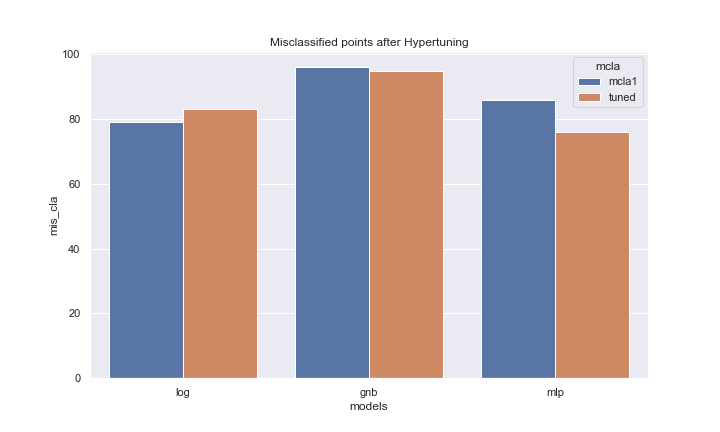 Misclassified points after Hypertuning
mcla
mcla1
tuned
100
80
60
40
20
0
mis_cla
log
gnb
mlp
models